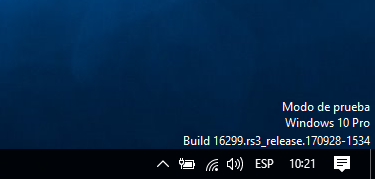 Modo de prueba
Windows 10 Pro
Build 16299.rs3_release.170928-1534
ESP 10:21